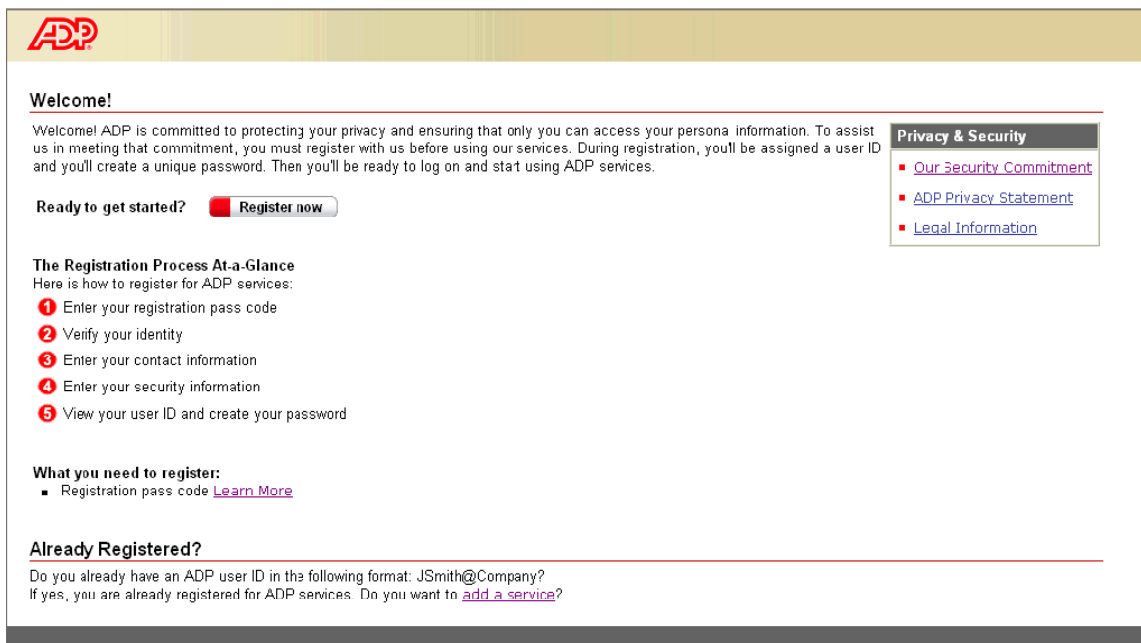 ADP
Welcome!
Welcome! ADP is committed to protecting your privacy and ensuring that only you can access your persona information. To assist
us in meeting that commitment, you must register with us before using our services. During registration, you'll be assigned a user ID
and you'll create a unique password. Then you'll be ready to log on and start using ADP services.
Privacy & Security
Our Security Commitment
ADP Privacy Statement
Legal Information
Ready to get started? Register now
The Registration Process At-a-Glance
Here is how to register for ADP services:
1 Enter your registration pass code
2 Verify your identity
3 Enter your contact information
4 Enter your security information
5 View your user ID and create your password
What you need to register:
Registration pass code Learn More
Already Registered?
Do you already have an ADP user ID in the following format: JSmith@Company?
If yes, you are already registered for ADP services. Do you want to add a service?